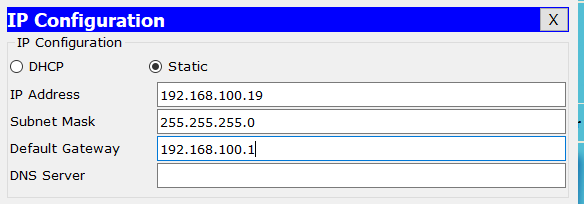 IP Configuration X
IP Configuration
DHCP Static
IP Address 192.168.100.19
Subnet Mask 255.255.255.0
Default Gateway 192.168.100.1
DNS Server